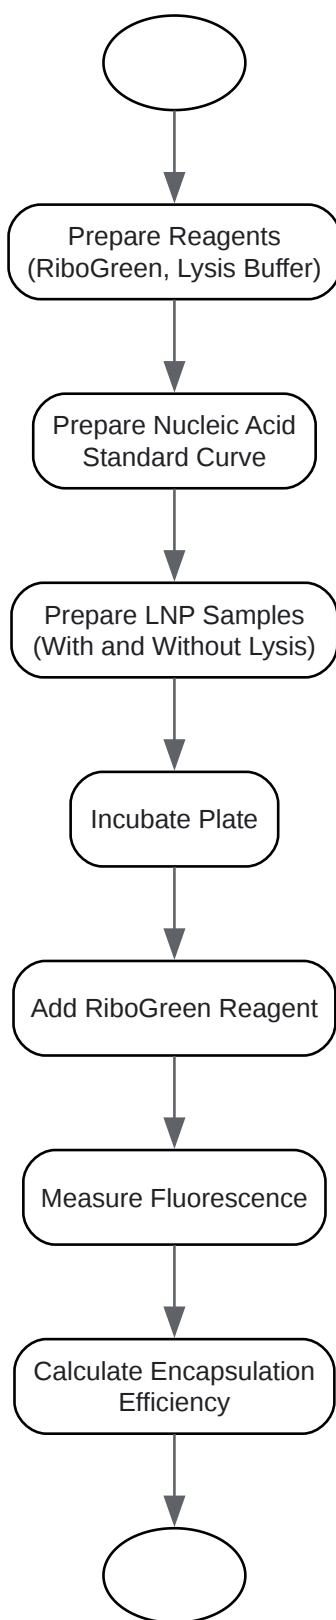 Prepare Reagents
(RiboGreen, Lysis Buffer)
Prepare Nucleic Acid
Standard Curve
Prepare LNP Samples
(With and Without Lysis)
Incubate Plate
Add RiboGreen Reagent
Measure Fluorescence
Calculate Encapsulation
Efficiency